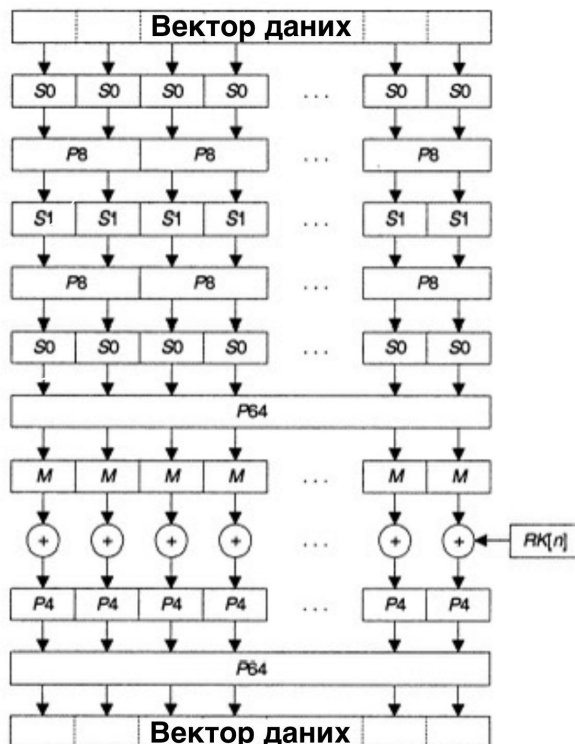 Вектор даних
S0 S0 S0 S0 ... S0 S0
P8 P8 ... P8
S1 S1 S1 S1 ... S1 S1
P8 P8 ... P8
S0 S0 S0 S0 ... S0 S0
P64
M M M M ... M M
+ + + + ... + + RK[n]
P4 P4 P4 P4 ... P4 P4
P64
Вектор даних